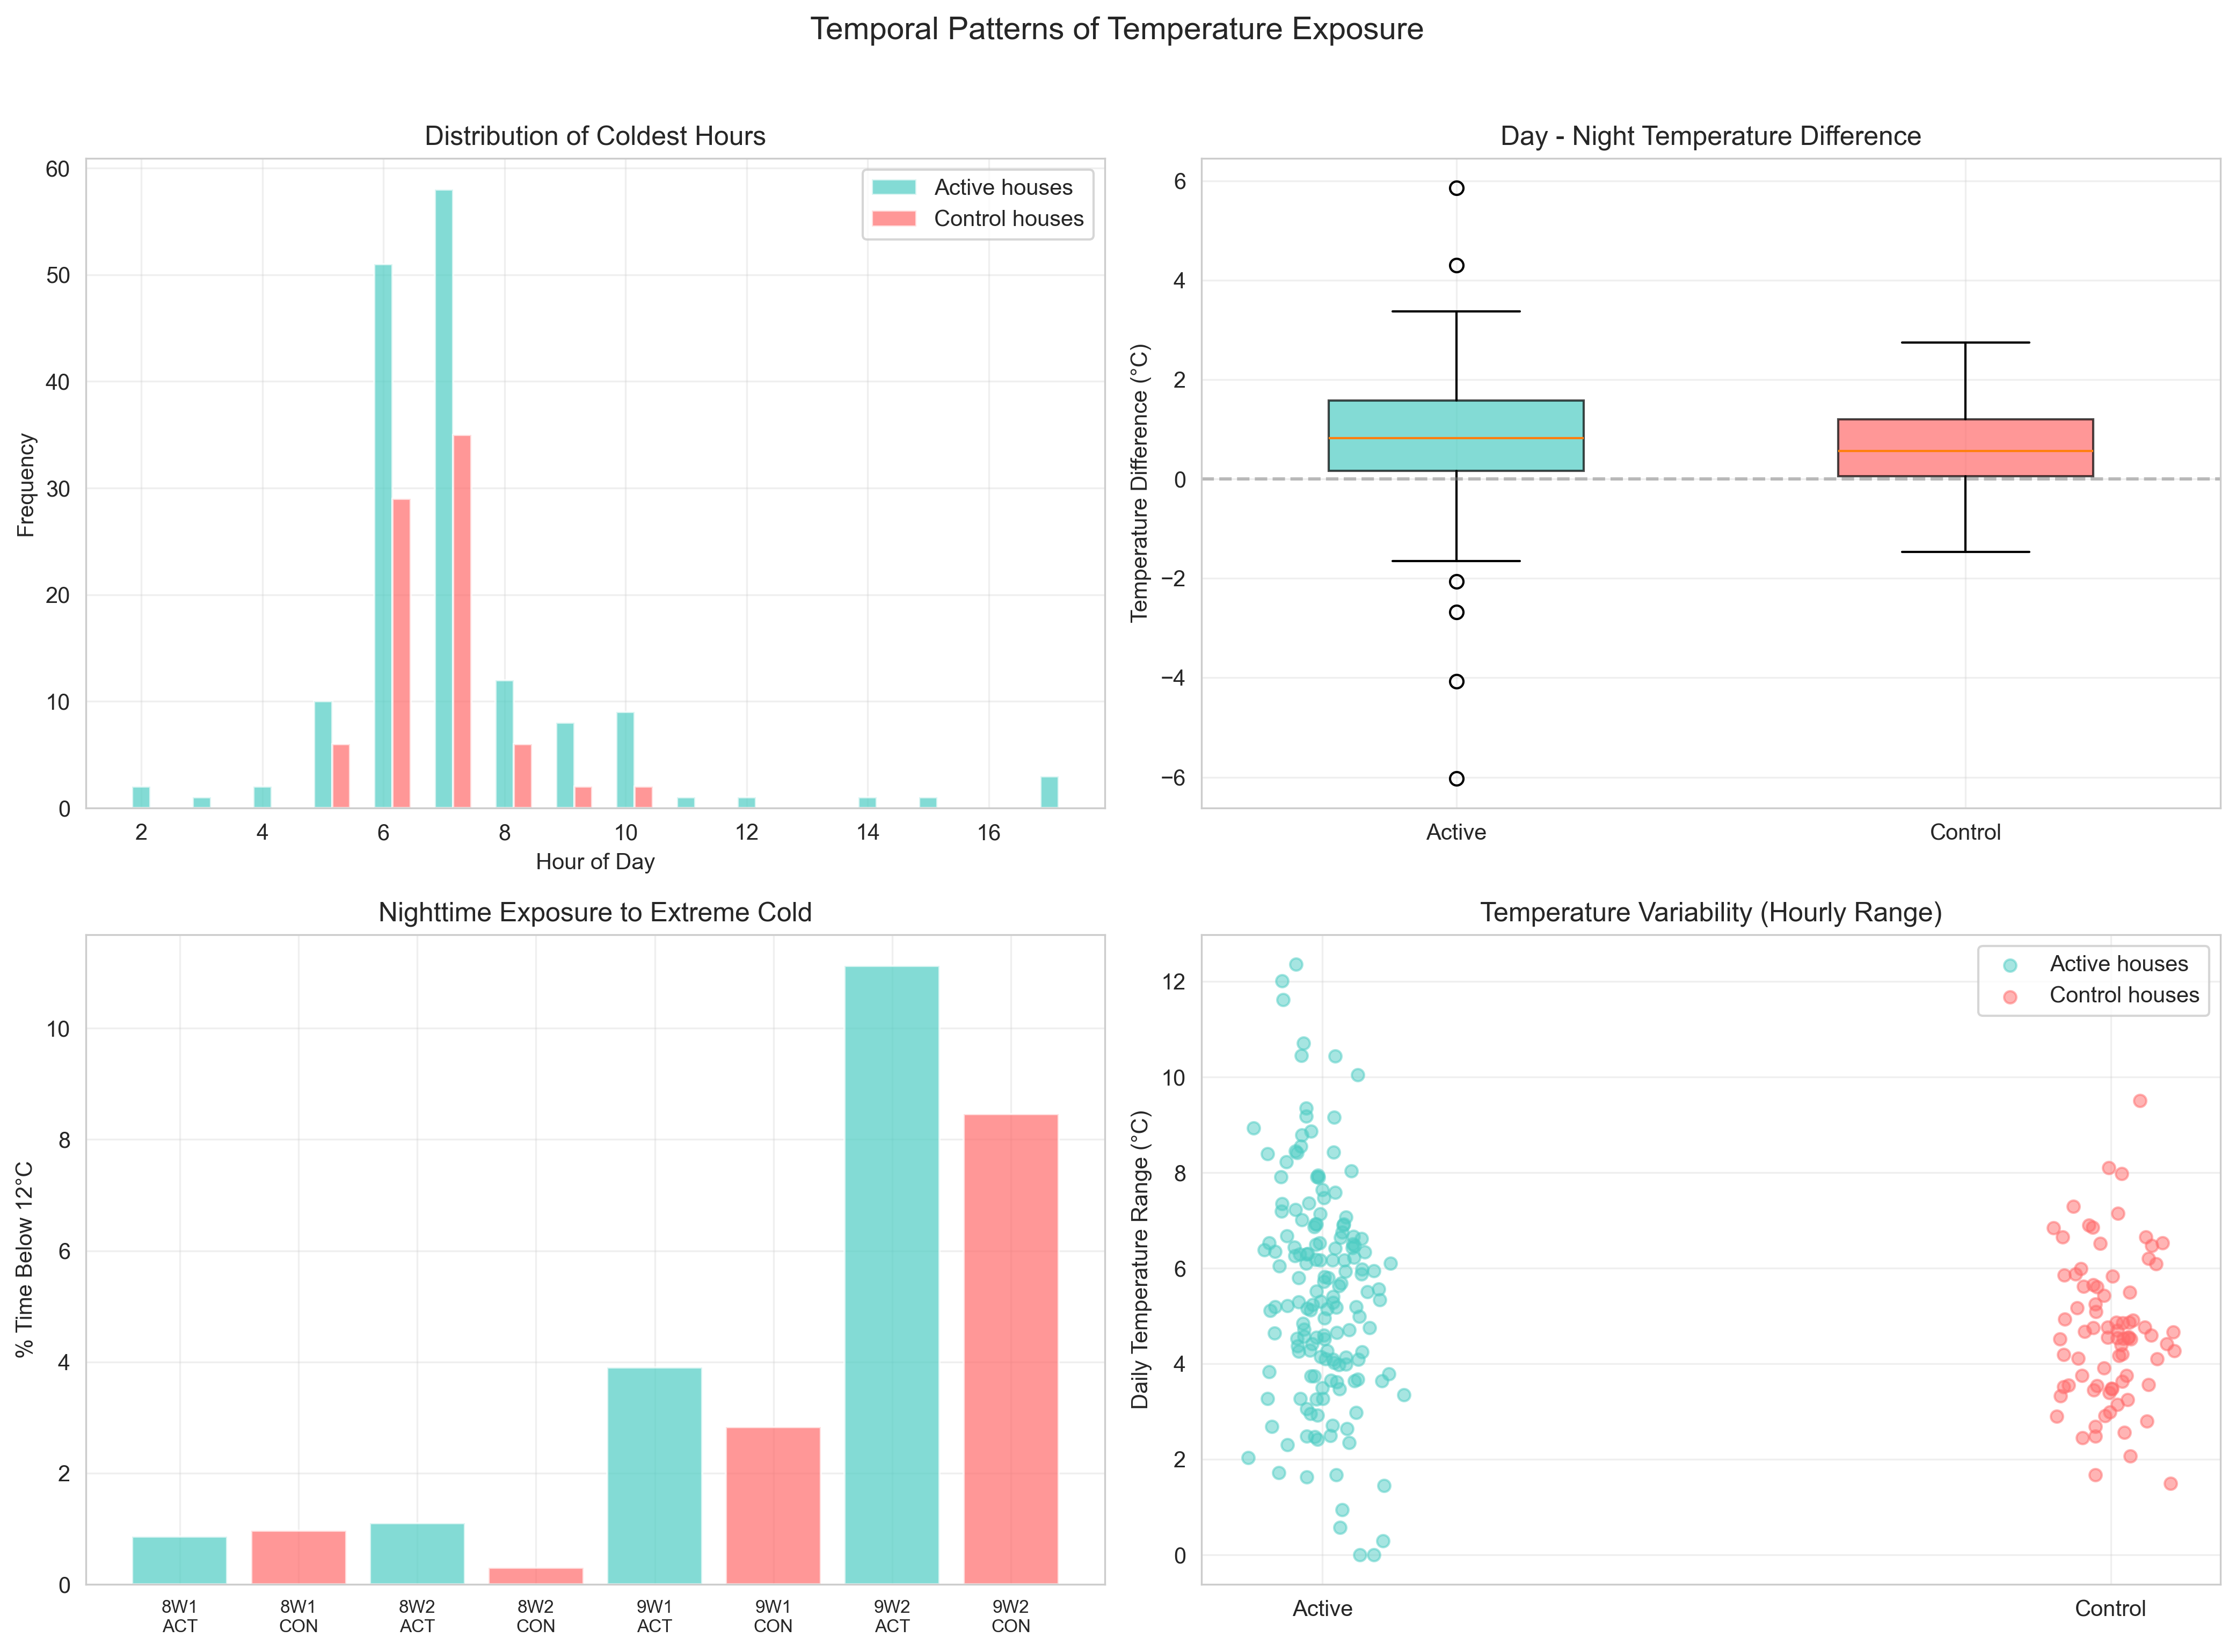 Temporal Patterns of Temperature Exposure
Distribution of Coldest Hours
Frequency
60
50
40
30
20
10
0
2 4 6 8 10 12 14 16
Hour of Day
Active houses
Control houses
Day - Night Temperature Difference
Temperature Difference (°C)
6
4
2
0
−2
−4
−6
Active Control
Nighttime Exposure to Extreme Cold
% Time Below 12°C
10
8
6
4
2
0
8W1 8W1 8W2 8W2 9W1 9W1 9W2 9W2
ACT CON ACT CON ACT CON ACT CON
Temperature Variability (Hourly Range)
Daily Temperature Range (°C)
12
10
8
6
4
2
0
Active Control
Active houses
Control houses